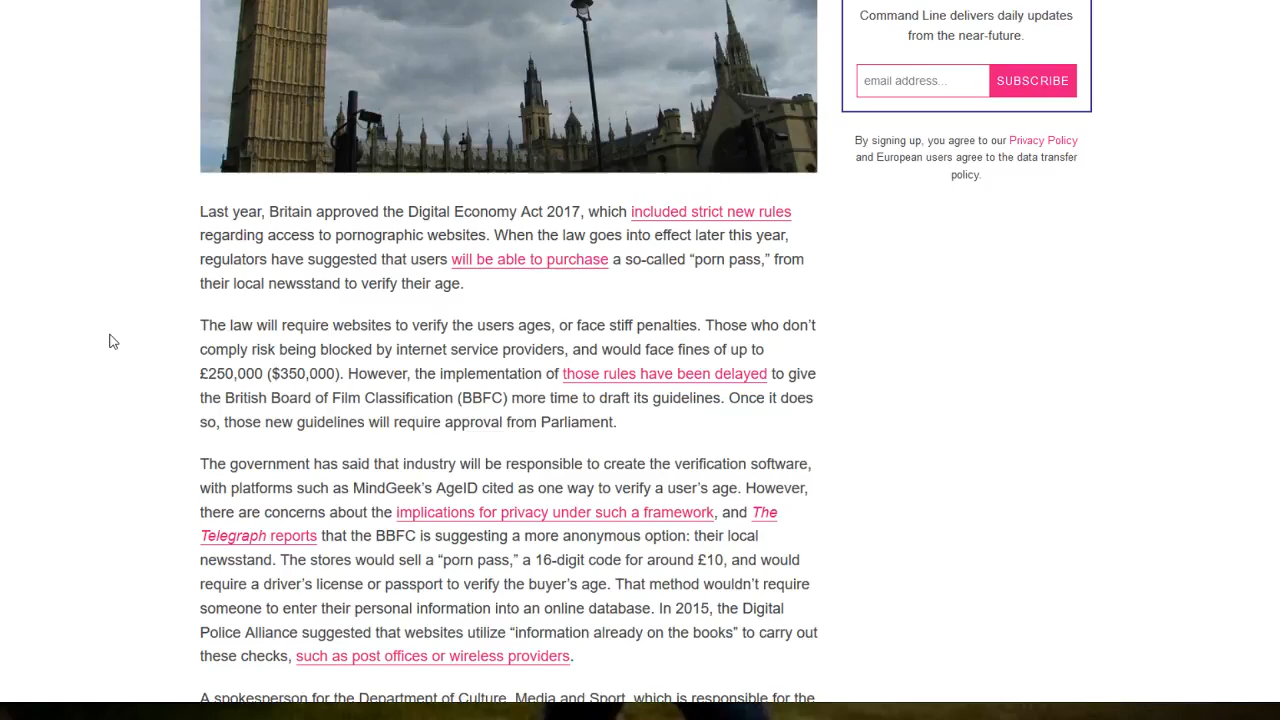 Command Line delivers daily updates
from the near-future.
email address...
SUBSCRIBE
By signing up, you agree to our Privacy Policy
and European users agree to the data transfer
policy.
Last year, Britain approved the Digital Economy Act 2017, which included strict new rules
regarding access to pornographic websites. When the law goes into effect later this year,
regulators have suggested that users will be able to purchase a so-called “porn pass,” from
their local newsstand to verify their age.
The law will require websites to verify the users ages, or face stiff penalties. Those who don’t
comply risk being blocked by internet service providers, and would face fines of up to
£250,000 ($350,000). However, the implementation of those rules have been delayed to give
the British Board of Film Classification (BBFC) more time to draft its guidelines. Once it does
so, those new guidelines will require approval from Parliament.
The government has said that industry will be responsible to create the verification software,
with platforms such as MindGeek’s AgeID cited as one way to verify a user’s age. However,
there are concerns about the implications for privacy under such a framework, and The
Telegraph reports that the BBFC is suggesting a more anonymous option: their local
newsstand. The stores would sell a “porn pass,” a 16-digit code for around £10, and would
require a driver’s license or passport to verify the buyer’s age. That method wouldn’t require
someone to enter their personal information into an online database. In 2015, the Digital
Police Alliance suggested that websites utilize “information already on the books” to carry out
these checks, such as post offices or wireless providers.
A spokesperson for the Department of Culture, Media and Sport, which is responsible for the